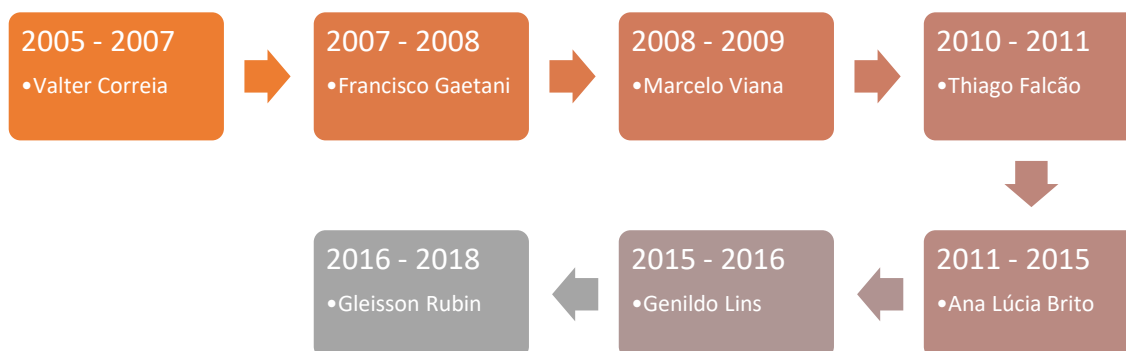 2005 - 2007
•Valter Correia
2007 - 2008
•Francisco Gaetani
2008 - 2009
•Marcelo Viana
2010 - 2011
•Thiago Falcão
2011 - 2015
•Ana Lúcia Brito
2015 - 2016
•Genildo Lins
2016 - 2018
•Gleisson Rubin